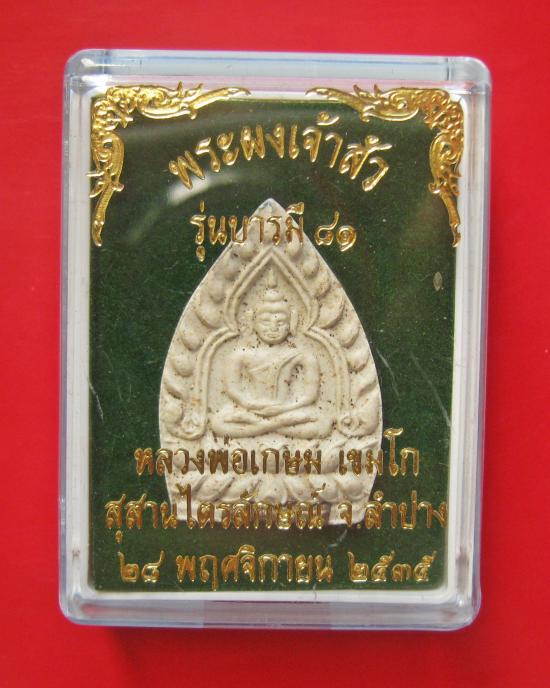 พระผงเจ้าสัว
รุ่นบารมี ๘๑
หลวงพ่อเกษม เขมโก
สุสานไตรลักษณ์ จ.ลำปาง
๒๘ พฤศจิกายน ๒๕๓๕